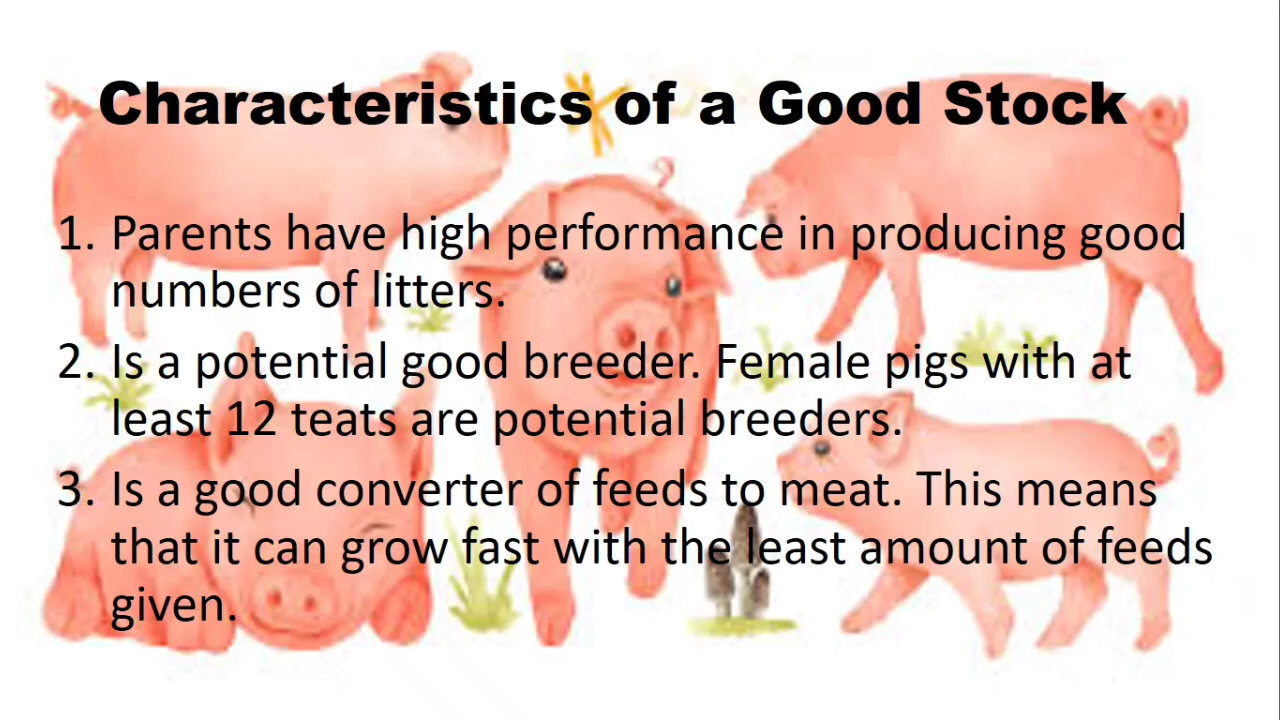 Characteristics of a Good Stock
1. Parents have high performance in producing good
numbers of litters.
2. Is a potential good breeder. Female pigs with at
least 12 teats are potential breeders.
3. Is a good converter of feeds to meat. This means
that it can grow fast with the least amount of feeds
given.